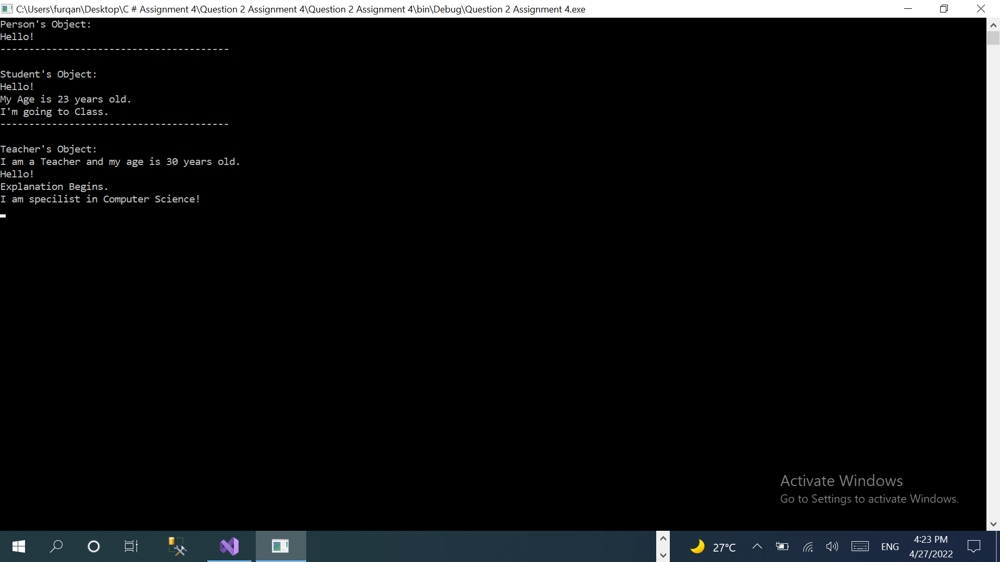 C:\Users\furqan\Desktop\C # Assignment 4\Question 2 Assignment 4\Question 2 Assignment 4\bin\Debug\Question 2 Assignment 4.exe
Person's Object:
Hello!
----------------------------------------
Student's Object:
Hello!
My Age is 23 years old.
I'm going to Class.
----------------------------------------
Teacher's Object:
I am a Teacher and my age is 30 years old.
Hello!
Explanation Begins.
I am specilist in Computer Science!
Activate Windows
Go to Settings to activate Windows.
27°C
ENG
4:23 PM
4/27/2022